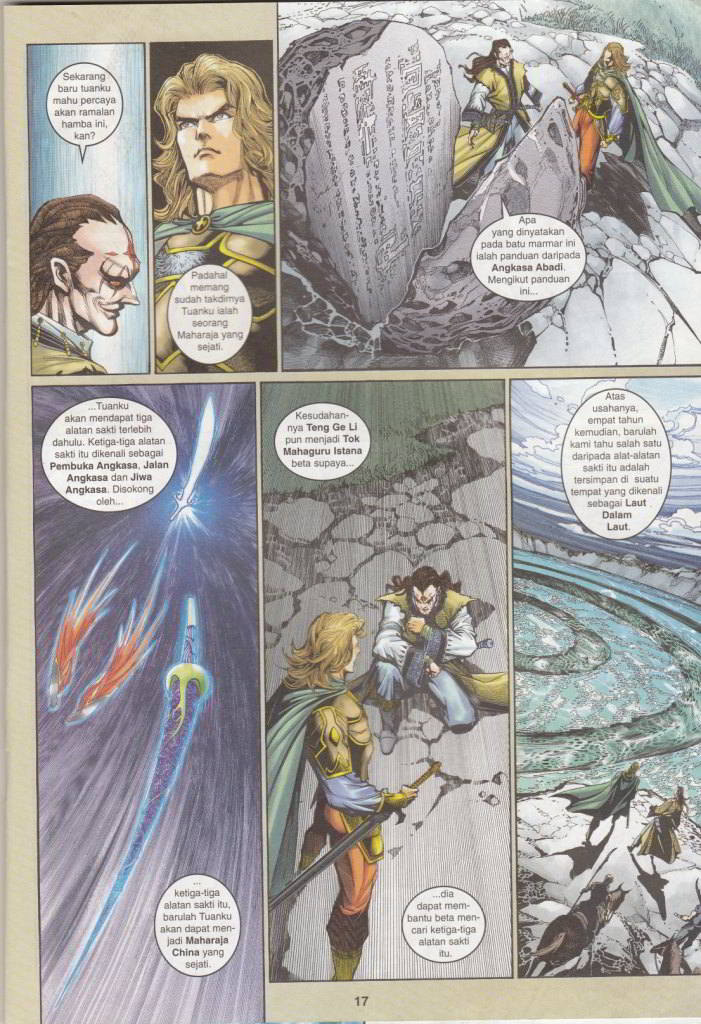 Sekarang
baru tuanku
mahu percaya
akan ramalan
hamba ini,
kan?
Padahal
memang
sudah takdirnya
Tuanku ialah
seorang
Maharaja yang
sejati.
Apa
yang dinyatakan
pada batu marmar ini
ialah panduan daripada
Angkasa Abadi.
Mengikut panduan
ini...
...Tuanku
akan mendapat tiga
alatan sakti terlebih
dahulu. Ketiga-tiga alatan
sakti itu dikenali sebagai
Pembuka Angkasa, Jalan
Angkasa dan Jiwa
Angkasa. Disokong
oleh...
...
ketiga-tiga
alatan sakti itu,
barulah Tuanku
akan dapat men-
jadi Maharaja
China yang
sejati.
Kesudahan-
nya Teng Ge Li
pun menjadi Tok
Mahaguru Istana
beta supaya...
...dia
dapat mem-
bantu beta men-
cari ketiga-tiga
alatan sakti
itu.
Atas
usahanya,
empat tahun
kemudian, barulah
kami tahu salah satu
daripada alat-alatan
sakti itu adalah
tersimpan di suatu
tempat yang dikenali
sebagai Laut
Dalam
Laut.
17